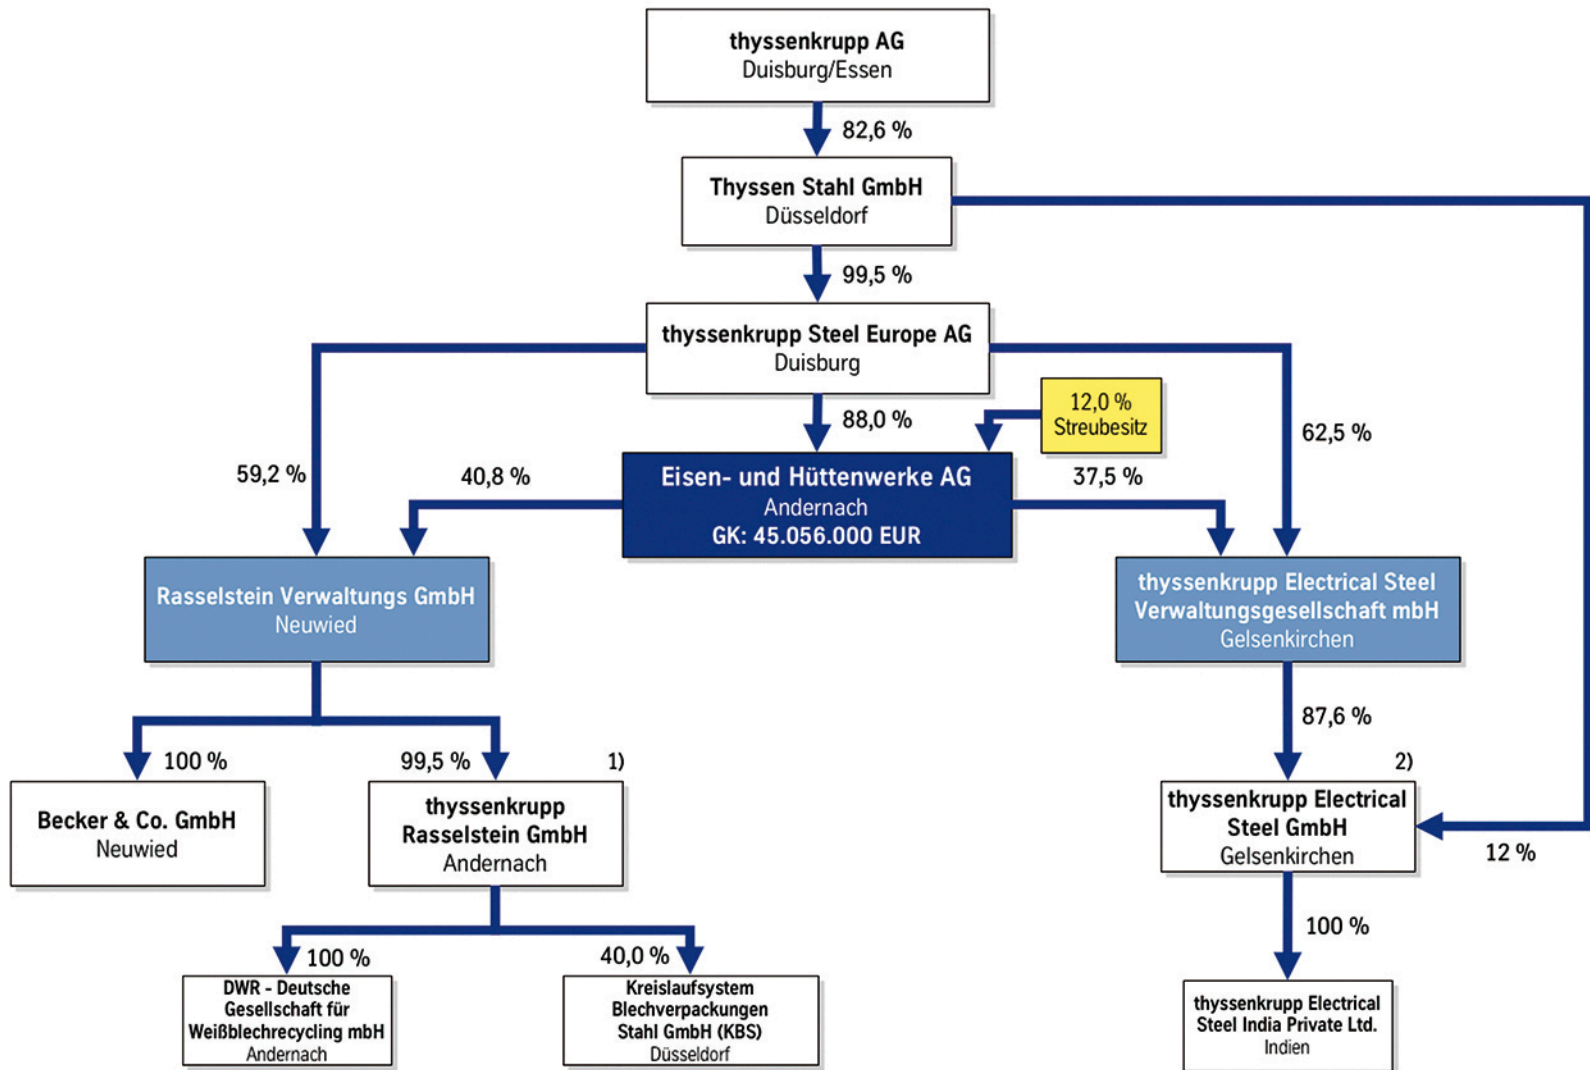 thyssenkrupp AG
Duisburg/Essen
82,6 %
Thyssen Stahl GmbH
Düsseldorf
99,5 %
thyssenkrupp Steel Europe AG
Duisburg
88,0 %
12,0 %
Streubesitz
62,5 %
59,2 %
40,8 %
Eisen- und Hüttenwerke AG
Andernach
GK: 45.056.000 EUR
37,5 %
Rasselstein Verwaltungs GmbH
Neuwied
thyssenkrupp Electrical Steel
Verwaltungsgesellschaft mbH
Gelsenkirchen
87,6 %
100 %
99,5 %
1)
2)
Becker & Co. GmbH
Neuwied
thyssenkrupp
Rasselstein GmbH
Andernach
thyssenkrupp Electrical
Steel GmbH
Gelsenkirchen
12 %
100 %
40,0 %
100 %
DWR - Deutsche
Gesellschaft für
Weißblechrecycling mbH
Andernach
Kreislaufsystem
Blechverpackungen
Stahl GmbH (KBS)
Düsseldorf
thyssenkrupp Electrical
Steel India Private Ltd.
Indien